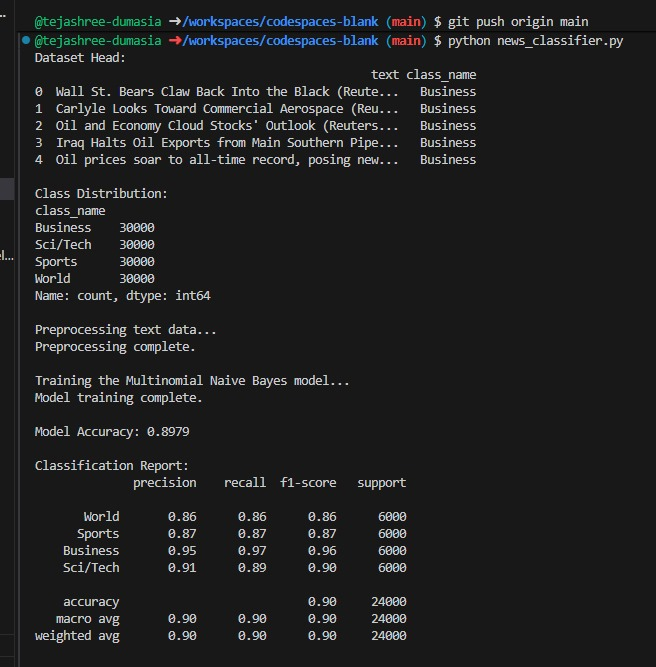 @tejashree-dumasia ➜/workspaces/codespaces-blank (main) $ git push origin main
@tejashree-dumasia ➜/workspaces/codespaces-blank (main) $ python news_classifier.py
Dataset Head:
text class_name
0 Wall St. Bears Claw Back Into the Black (Reute... Business
1 Carlyle Looks Toward Commercial Aerospace (Reu... Business
2 Oil and Economy Cloud Stocks' Outlook (Reuters... Business
3 Iraq Halts Oil Exports from Main Southern Pipe... Business
4 Oil prices soar to all-time record, posing new... Business
Class Distribution:
class_name
Business 30000
Sci/Tech 30000
Sports 30000
World 30000
Name: count, dtype: int64
Preprocessing text data...
Preprocessing complete.
Training the Multinomial Naive Bayes model...
Model training complete.
Model Accuracy: 0.8979
Classification Report:
precision recall f1-score support
World 0.86 0.86 0.86 6000
Sports 0.87 0.87 0.87 6000
Business 0.95 0.97 0.96 6000
Sci/Tech 0.91 0.89 0.90 6000
accuracy 0.90 24000
macro avg 0.90 0.90 0.90 24000
weighted avg 0.90 0.90 0.90 24000